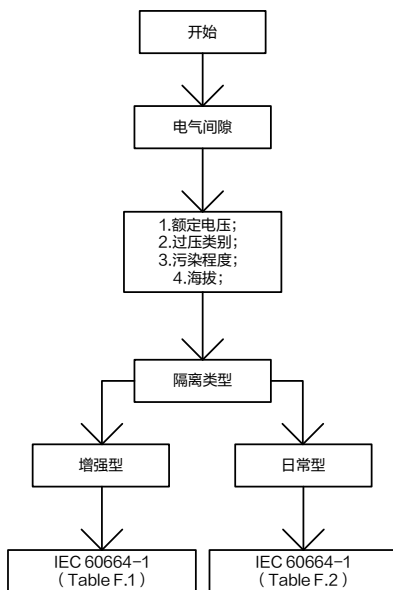 开始
电气间隙
1.额定电压;
2.过压类别;
3.污染程度;
4.海拔;
隔离类型
增强型
日常型
IEC 60664-1
（Table F.1）
IEC 60664-1
（Table F.2）